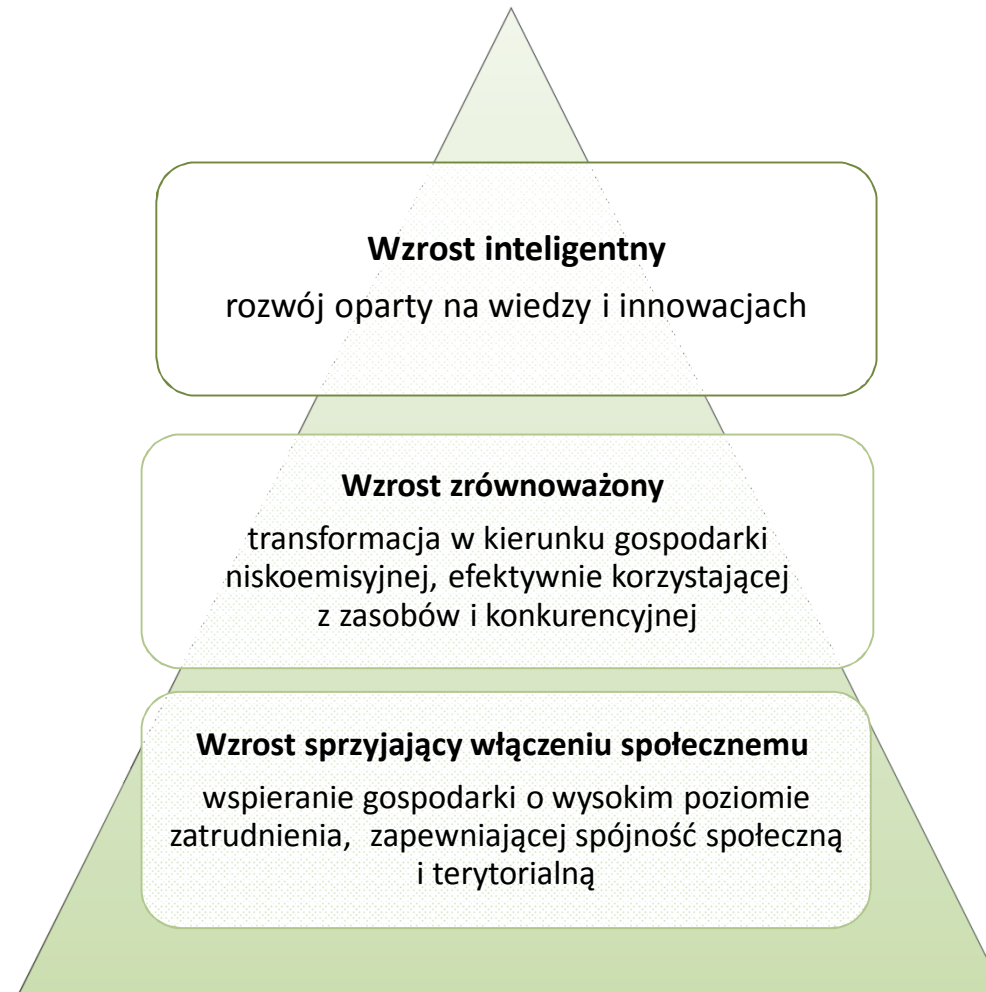 Wzrost inteligentny
rozwój oparty na wiedzy i innowacjach
Wzrost zrównoważony
transformacja w kierunku gospodarki
niskoemisyjnej, efektywnie korzystającej
z zasobów i konkurencyjnej
Wzrost sprzyjający włączeniu społecznemu
wspieranie gospodarki o wysokim poziomie
zatrudnienia,  zapewniającej spójność społeczną
i terytorialną